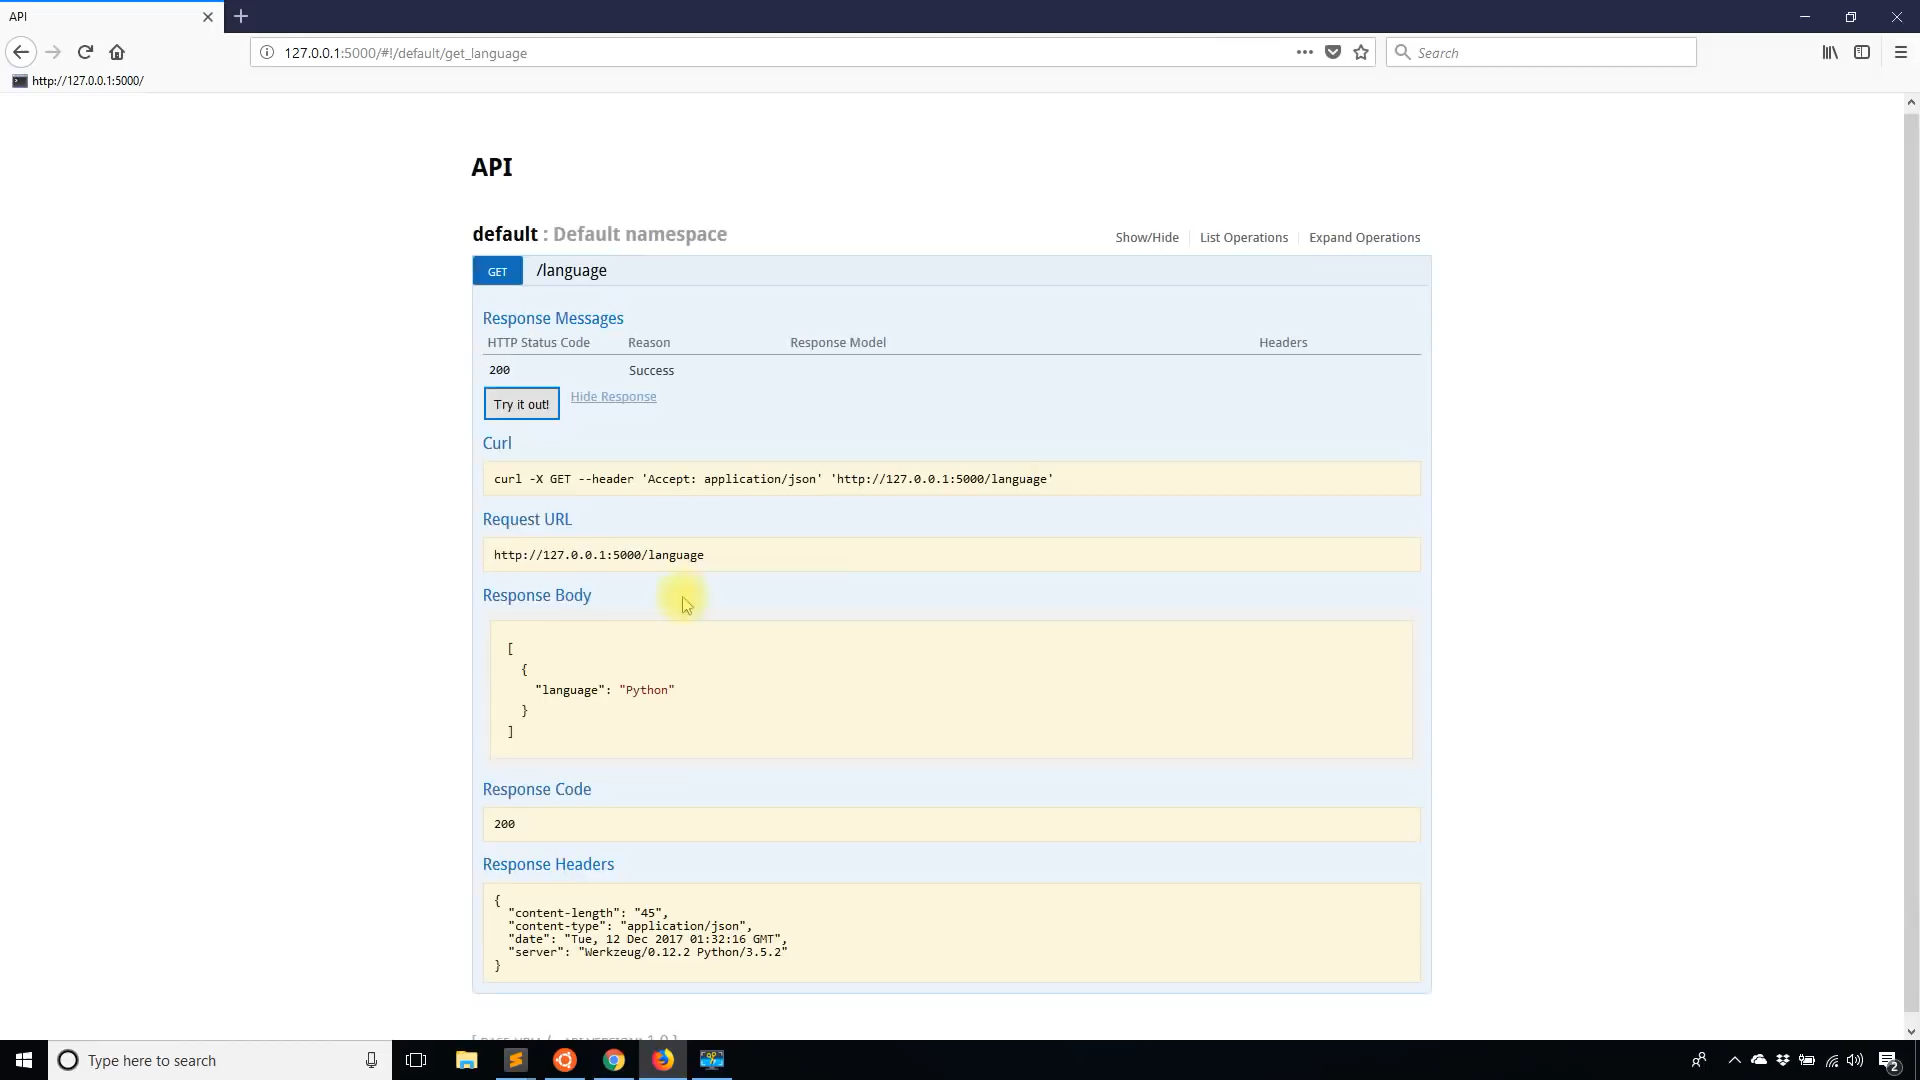 API
127.0.0.1:5000/#!/default/get_language
Search
http://127.0.0.1:5000/
API
default : Default namespace
Show/Hide
List Operations
Expand Operations
GET
/language
Response Messages
HTTP Status Code
Reason
Response Model
Headers
200
Success
Try it out!
Hide Response
Curl
curl -X GET --header 'Accept: application/json' 'http://127.0.0.1:5000/language'
Request URL
http://127.0.0.1:5000/language
Response Body
[
{
"language": "Python"
}
]
Response Code
200
Response Headers
{
"content-length": "45",
"content-type": "application/json",
"date": "Tue, 12 Dec 2017 01:32:16 GMT",
"server": "Werkzeug/0.12.2 Python/3.5.2"
}
Type here to search
2